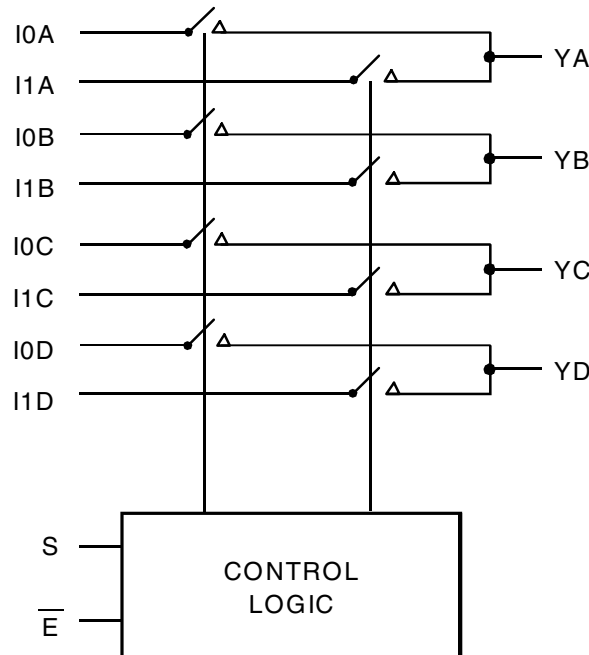 I0A
YA
I1A
I0B
YB
I1B
I0C
YC
I1C
I0D
YD
I1D
S
CONTROL
LOGIC
E̅